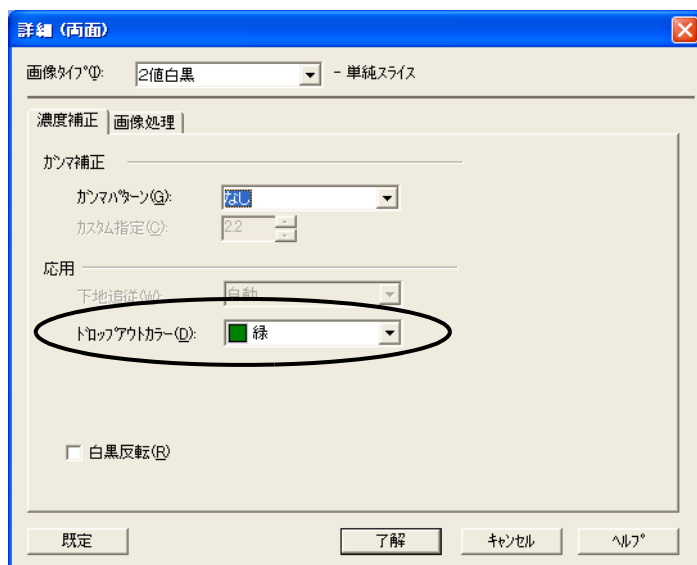 詳細 (両面)
画像ﾀｲﾌﾟ(I): 2値白黒 - 単純スライス
濃度補正 画像処理
ガンマ補正
ガンマパターン(G): なし
カスタム指定(C): 2.2
応用
下地追従(W): 自動
ﾄﾞﾛｯﾌﾟｱｳﾄｶﾗｰ(D): 緑
白黒反転(R)
既定 了解 ｷｬﾝｾﾙ ﾍﾙﾌﾟ